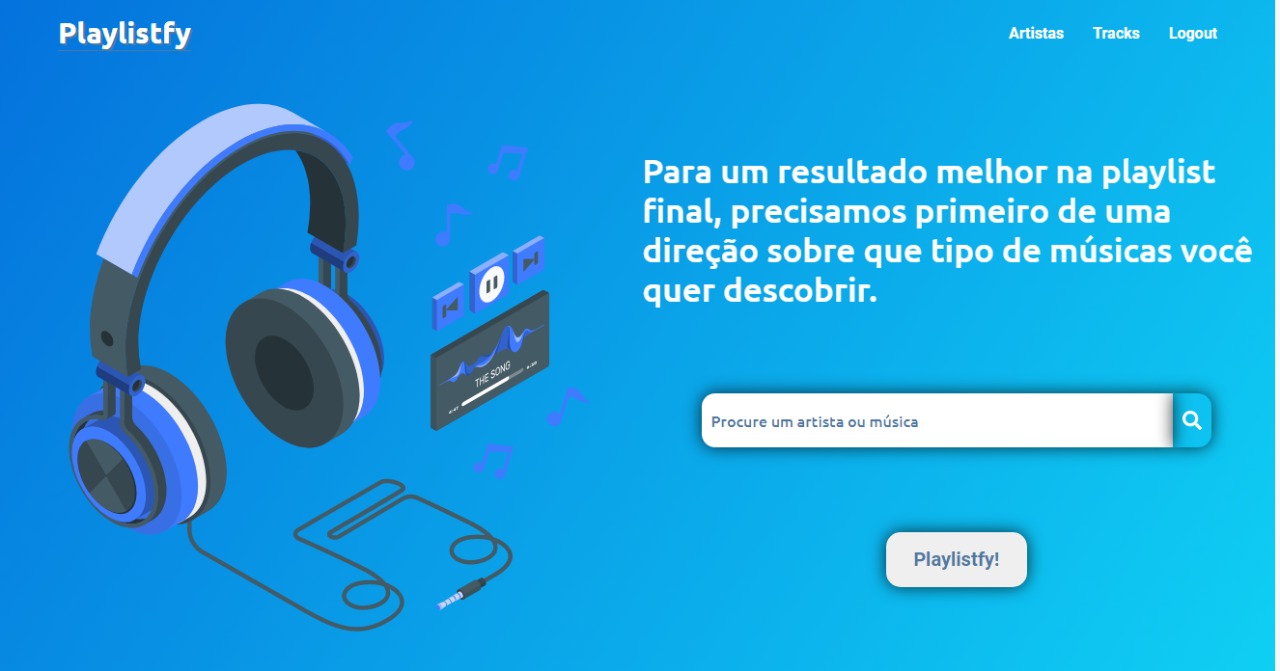 Playlistfy
Artistas
Tracks
Logout
Para um resultado melhor na playlist
final, precisamos primeiro de uma
direção sobre que tipo de músicas você
quer descobrir.
THE SONG
Procure um artista ou música
Playlistfy!